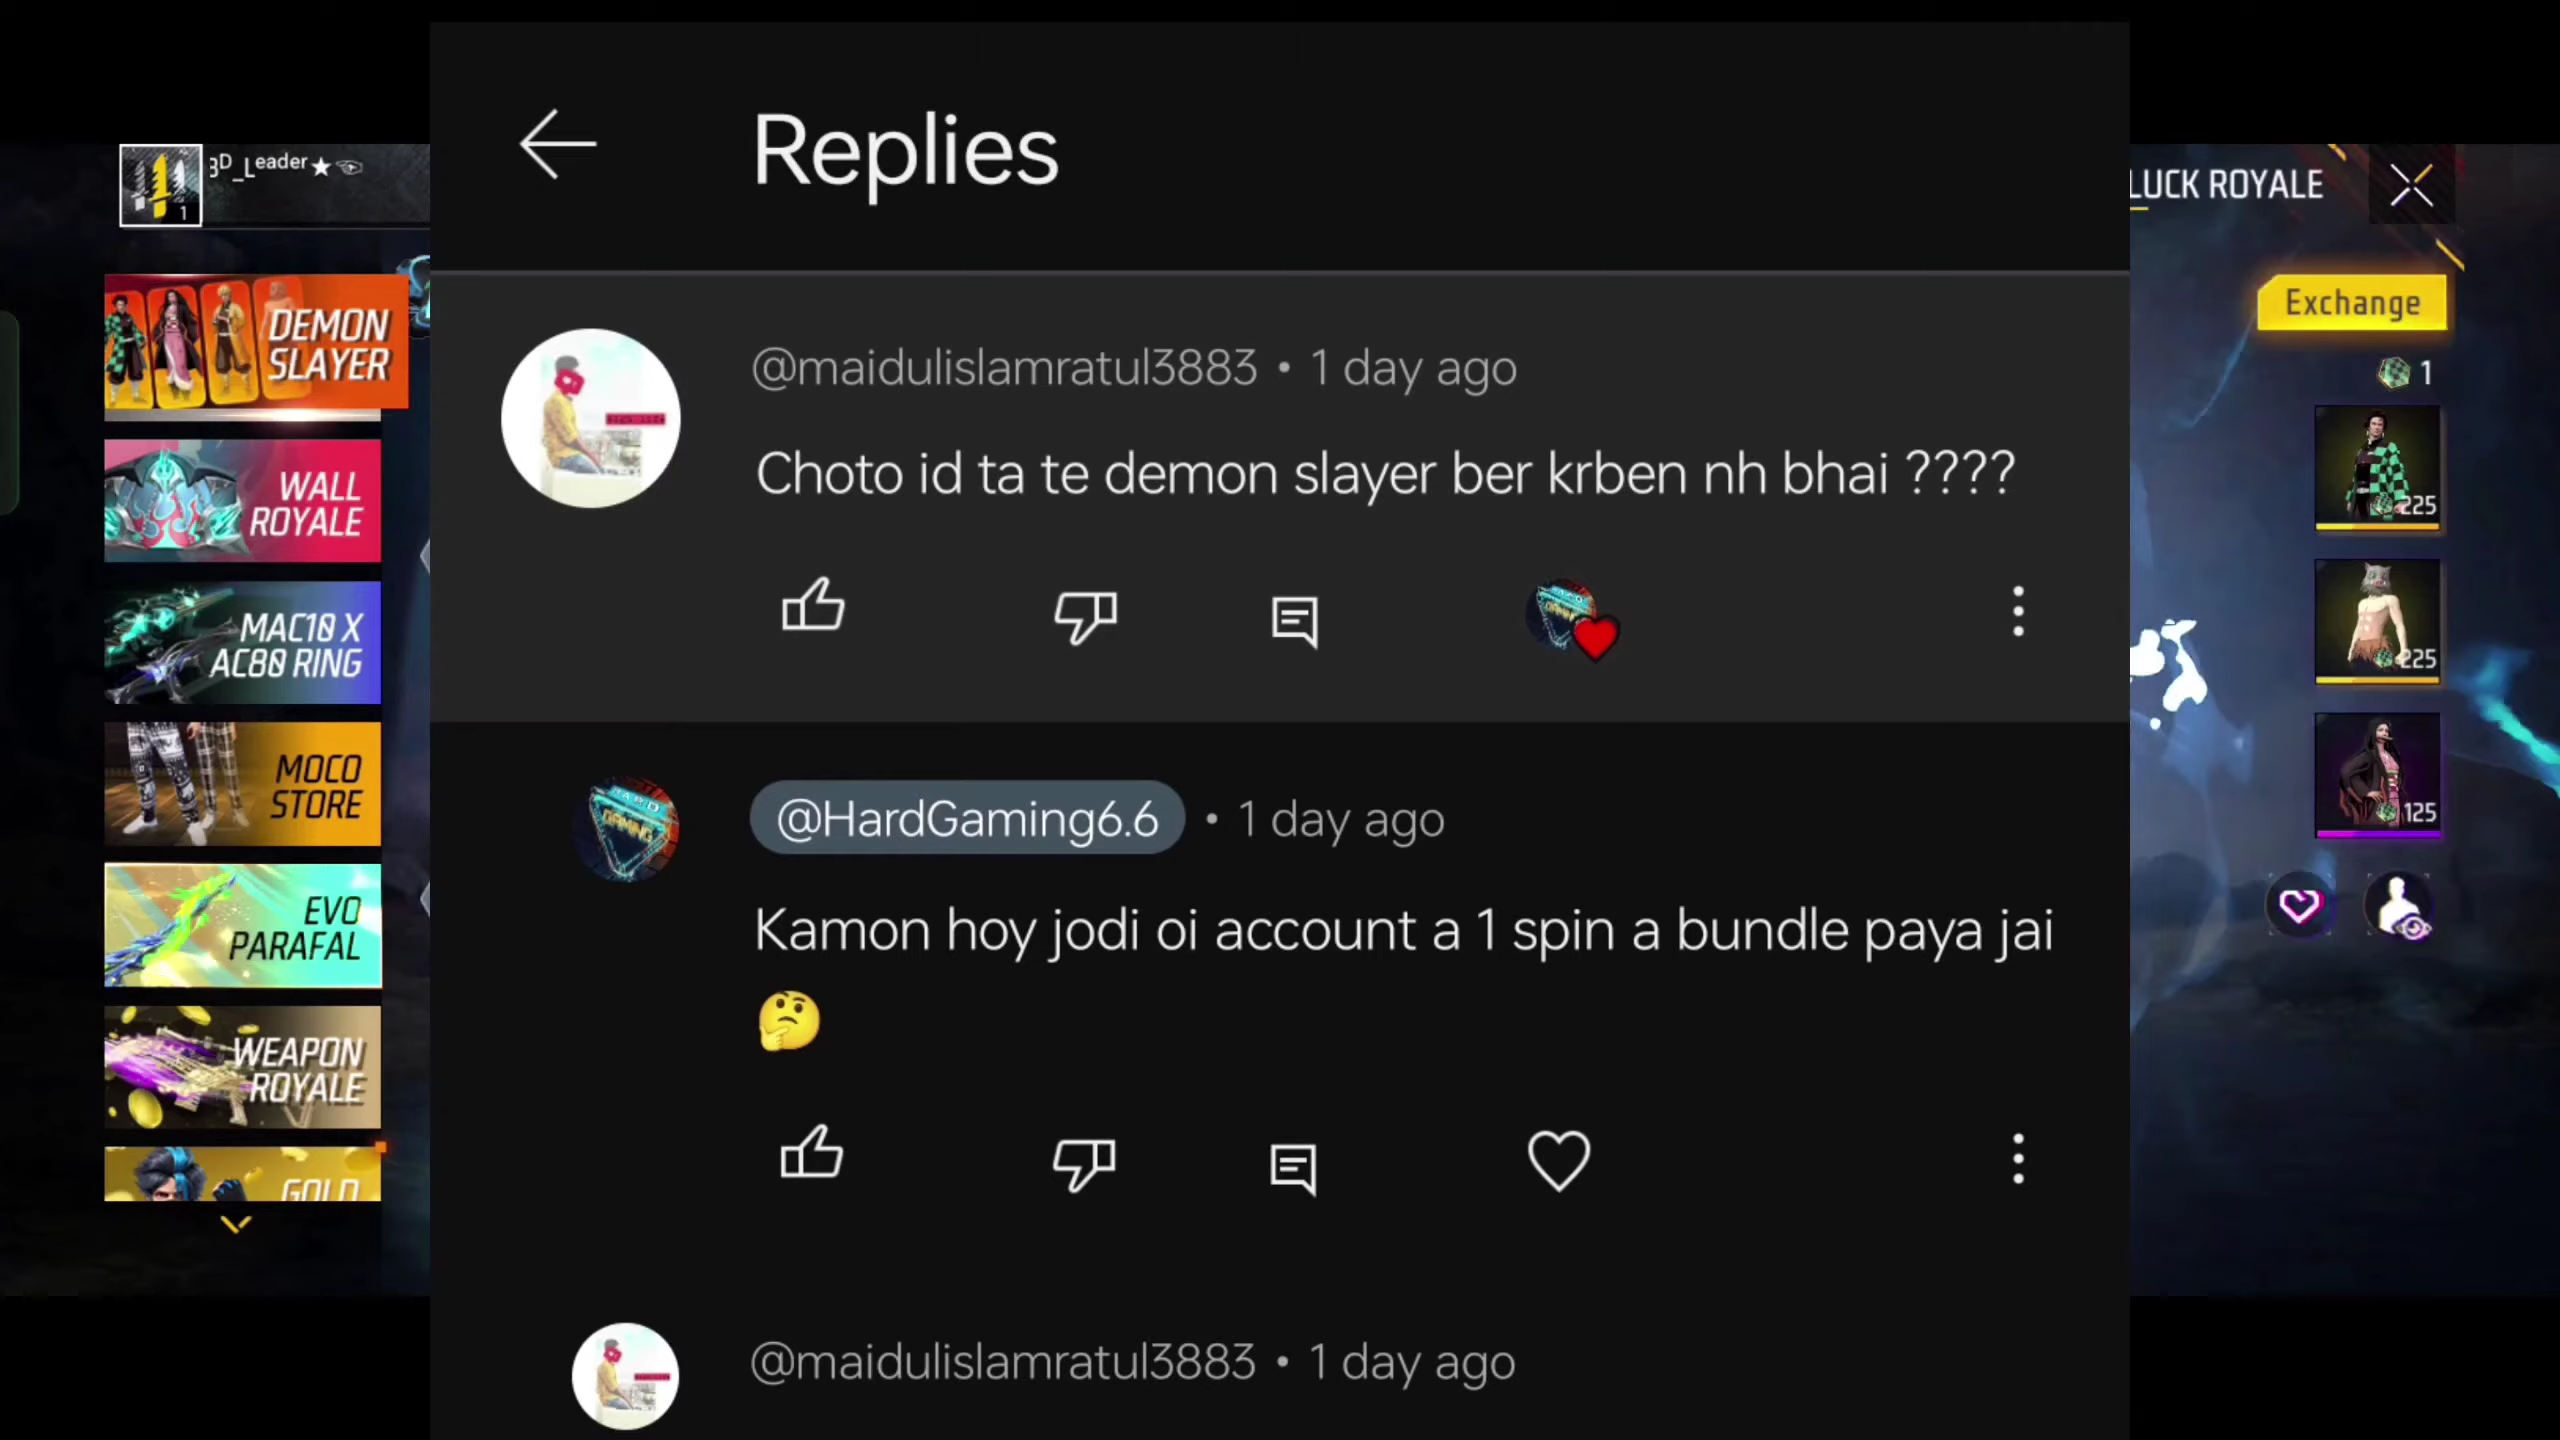 Replies
@maidulislamratul3883 • 1 day ago
Choto id ta te demon slayer ber krben nh bhai ????
@HardGaming6.6 • 1 day ago
Kamon hoy jodi oi account a 1 spin a bundle paya jai
🤔
@maidulislamratul3883 • 1 day ago
ᴈᴰ_ᴸᵉᵃᵈᵉʳ★
1
DEMON
SLAYER
WALL
ROYALE
MAC10 X
AC80 RING
MOCO
STORE
EVO
PARAFAL
WEAPON
ROYALE
GOLD
LUCK ROYALE
Exchange
1
225
225
125